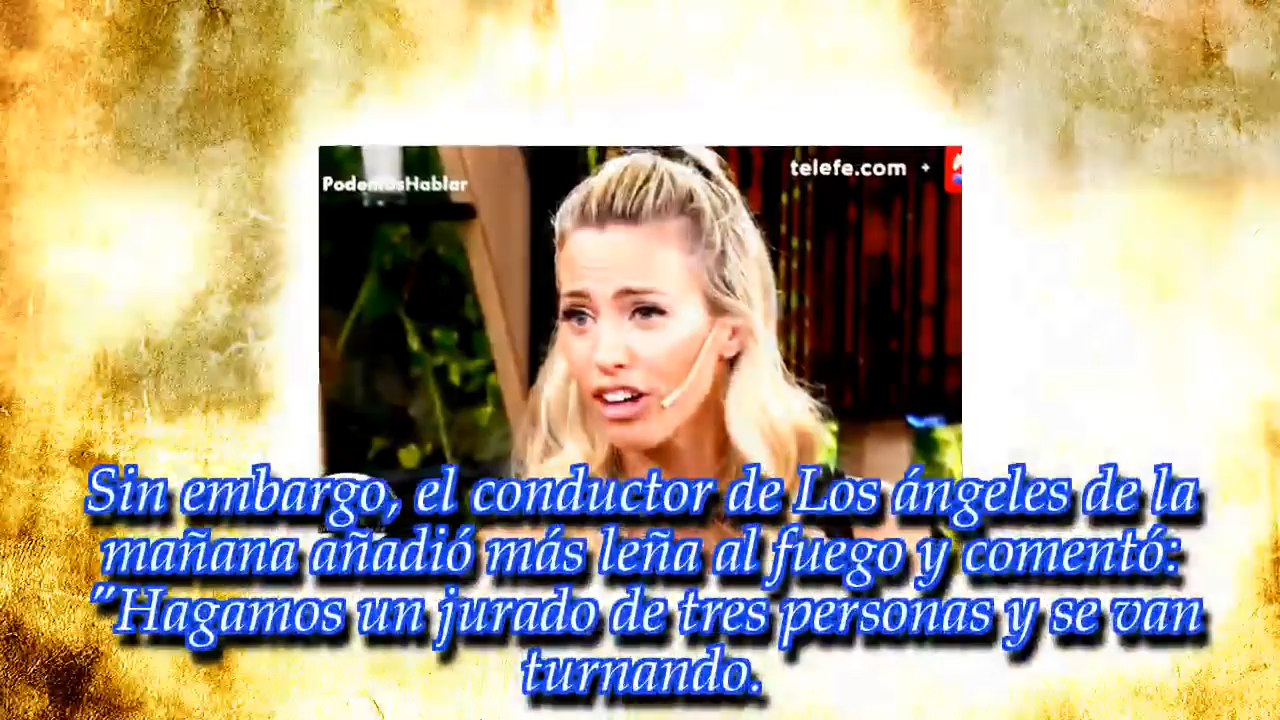 PodemosHablar
telefe.com +
Sin embargo, el conductor de Los ángeles de la
mañana añadió más leña al fuego y comentó:
"Hagamos un jurado de tres personas y se van
turnando.